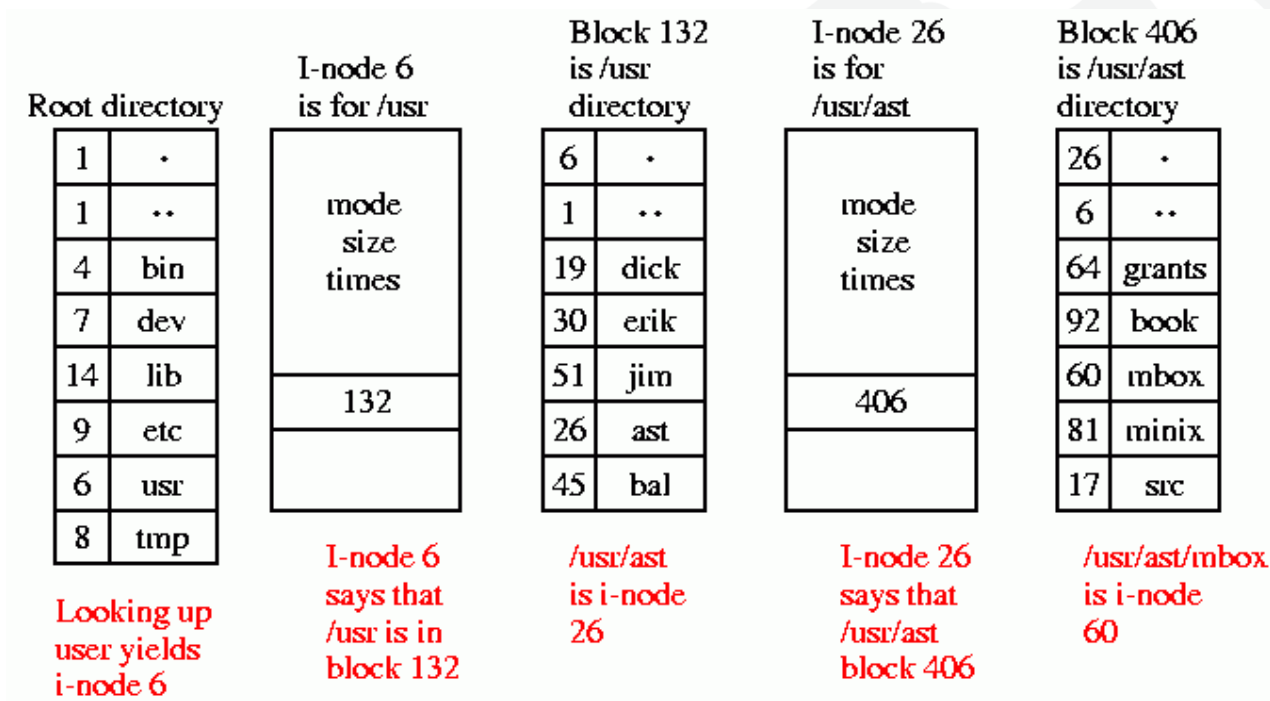 Root directory
1 .
1 ..
4 bin
7 dev
14 lib
9 etc
6 usr
8 tmp
Looking up
user yields
i-node 6
I-node 6
is for /usr
mode
size
times
132
I-node 6
says that
/usr is in
block 132
Block 132
is /usr
directory
6 .
1 ..
19 dick
30 erik
51 jim
26 ast
45 bal
/usr/ast
is i-node
26
I-node 26
is for
/usr/ast
mode
size
times
406
I-node 26
says that
/usr/ast
block 406
Block 406
is /usr/ast
directory
26 .
6 ..
64 grants
92 book
60 mbox
81 minix
17 src
/usr/ast/mbox
is i-node
60